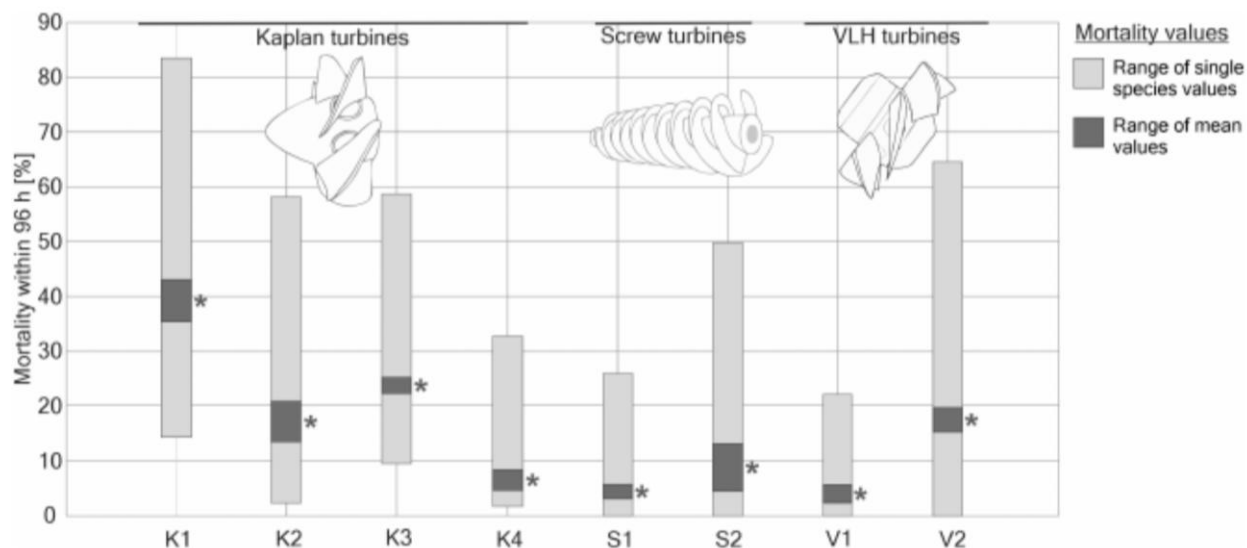 90
80
70
60
50
40
30
20
10
0
Mortality within 96 h [%]
Kaplan turbines
Screw turbines
VLH turbines
Mortality values
Range of single
species values
Range of mean
values
*
*
*
*
*
*
*
*
K1 K2 K3 K4 S1 S2 V1 V2